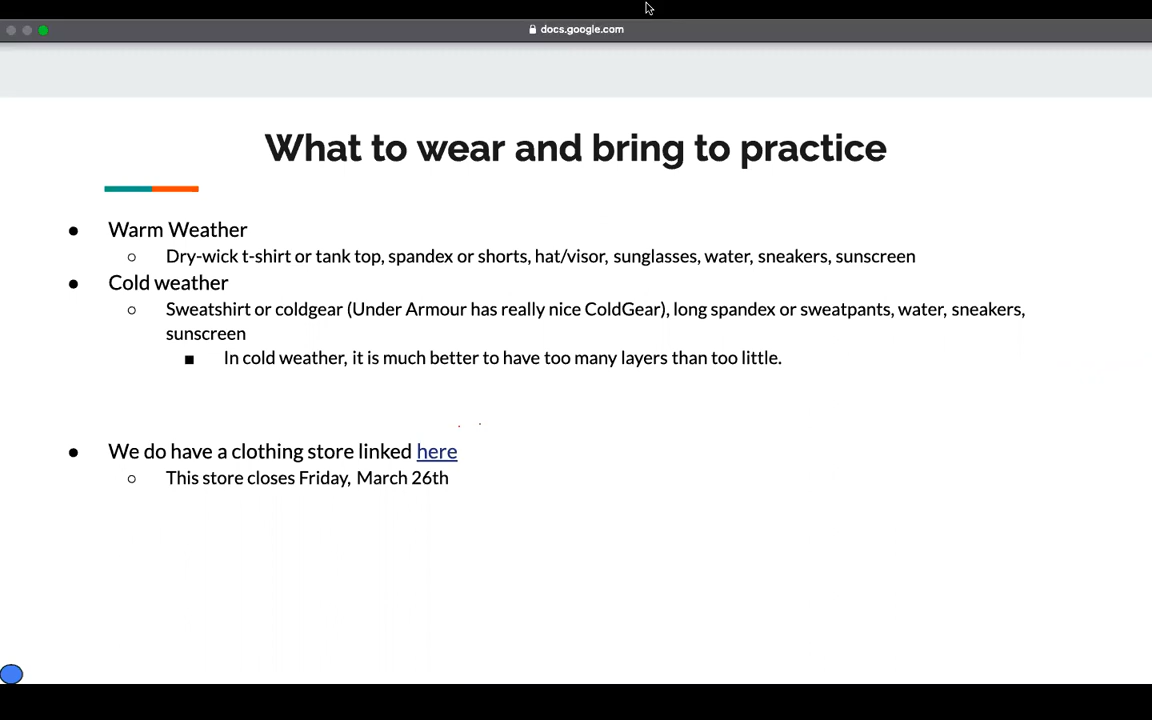 docs.google.com
What to wear and bring to practice
● Warm Weather
○ Dry-wick t-shirt or tank top, spandex or shorts, hat/visor, sunglasses, water, sneakers, sunscreen
● Cold weather
○ Sweatshirt or coldgear (Under Armour has really nice ColdGear), long spandex or sweatpants, water, sneakers,
sunscreen
■ In cold weather, it is much better to have too many layers than too little.
● We do have a clothing store linked here
○ This store closes Friday, March 26th